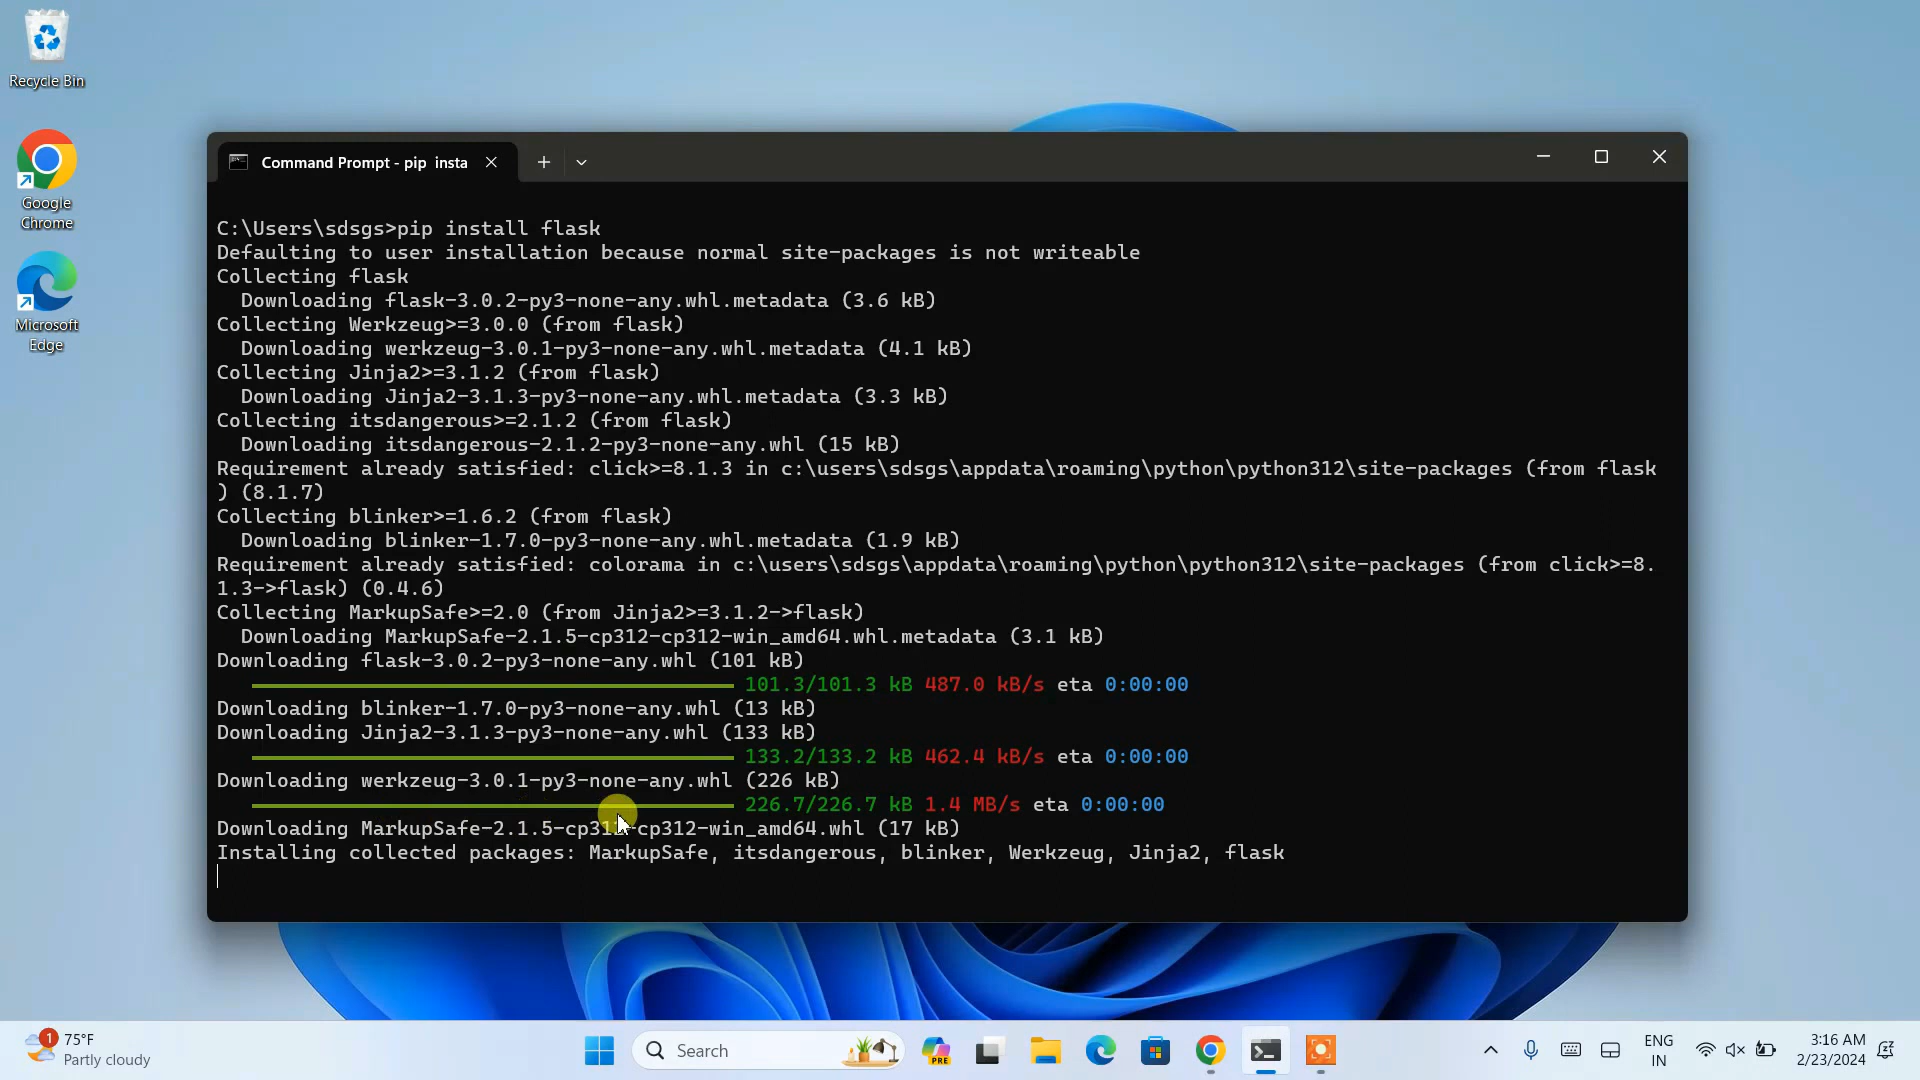 Recycle Bin
Google
Chrome
Microsoft
Edge
Command Prompt - pip insta
C:\Users\sdsgs>pip install flask
Defaulting to user installation because normal site-packages is not writeable
Collecting flask
  Downloading flask-3.0.2-py3-none-any.whl.metadata (3.6 kB)
Collecting Werkzeug>=3.0.0 (from flask)
  Downloading werkzeug-3.0.1-py3-none-any.whl.metadata (4.1 kB)
Collecting Jinja2>=3.1.2 (from flask)
  Downloading Jinja2-3.1.3-py3-none-any.whl.metadata (3.3 kB)
Collecting itsdangerous>=2.1.2 (from flask)
  Downloading itsdangerous-2.1.2-py3-none-any.whl (15 kB)
Requirement already satisfied: click>=8.1.3 in c:\users\sdsgs\appdata\roaming\python\python312\site-packages (from flask
) (8.1.7)
Collecting blinker>=1.6.2 (from flask)
  Downloading blinker-1.7.0-py3-none-any.whl.metadata (1.9 kB)
Requirement already satisfied: colorama in c:\users\sdsgs\appdata\roaming\python\python312\site-packages (from click>=8.
1.3->flask) (0.4.6)
Collecting MarkupSafe>=2.0 (from Jinja2>=3.1.2->flask)
  Downloading MarkupSafe-2.1.5-cp312-cp312-win_amd64.whl.metadata (3.1 kB)
Downloading flask-3.0.2-py3-none-any.whl (101 kB)
101.3/101.3 kB 487.0 kB/s eta 0:00:00
Downloading blinker-1.7.0-py3-none-any.whl (13 kB)
Downloading Jinja2-3.1.3-py3-none-any.whl (133 kB)
133.2/133.2 kB 462.4 kB/s eta 0:00:00
Downloading werkzeug-3.0.1-py3-none-any.whl (226 kB)
226.7/226.7 kB 1.4 MB/s eta 0:00:00
Downloading MarkupSafe-2.1.5-cp312-cp312-win_amd64.whl (17 kB)
Installing collected packages: MarkupSafe, itsdangerous, blinker, Werkzeug, Jinja2, flask
1
75°F
Partly cloudy
Search
PRE
ENG
IN
3:16 AM
2/23/2024